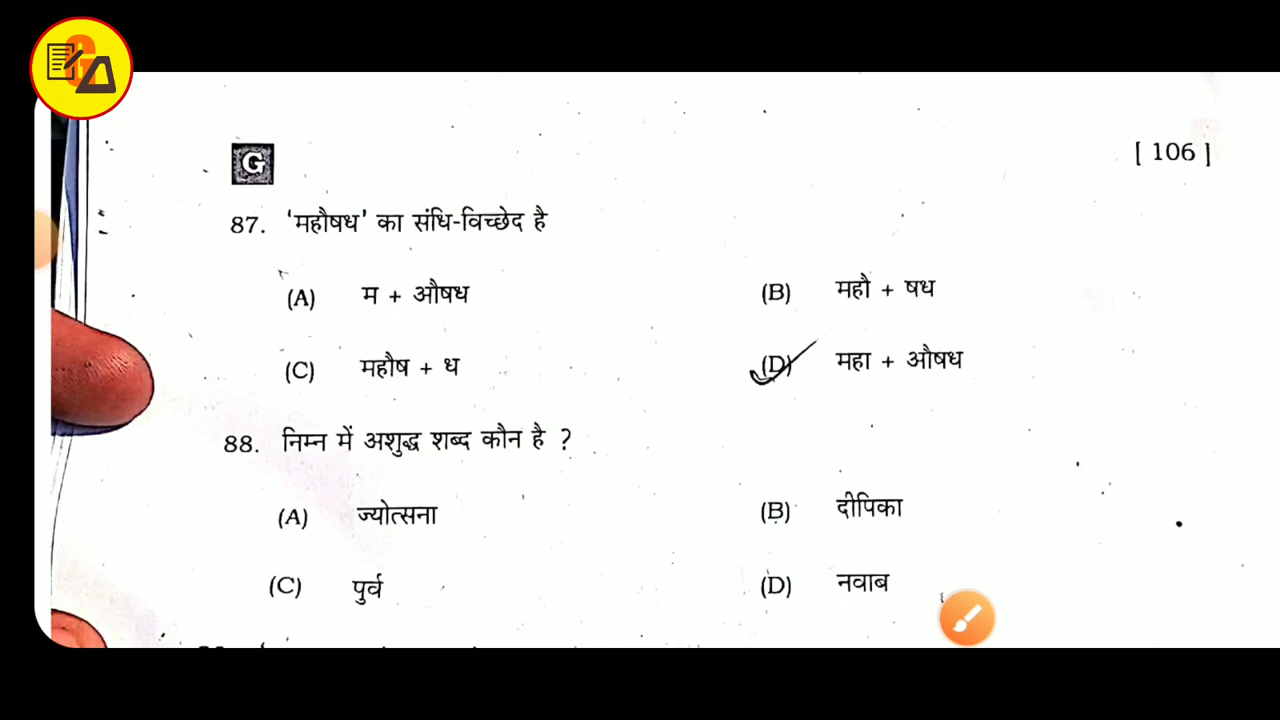 G
[ 106 ]
87. 'महौषध' का संधि-विच्छेद है
(A) म + औषध (B) महौ + षध
(C) महौष + ध (D) महा + औषध
88. निम्न में अशुद्ध शब्द कौन है ?
(A) ज्योत्सना (B) दीपिका
(C) पुर्व (D) नवाब